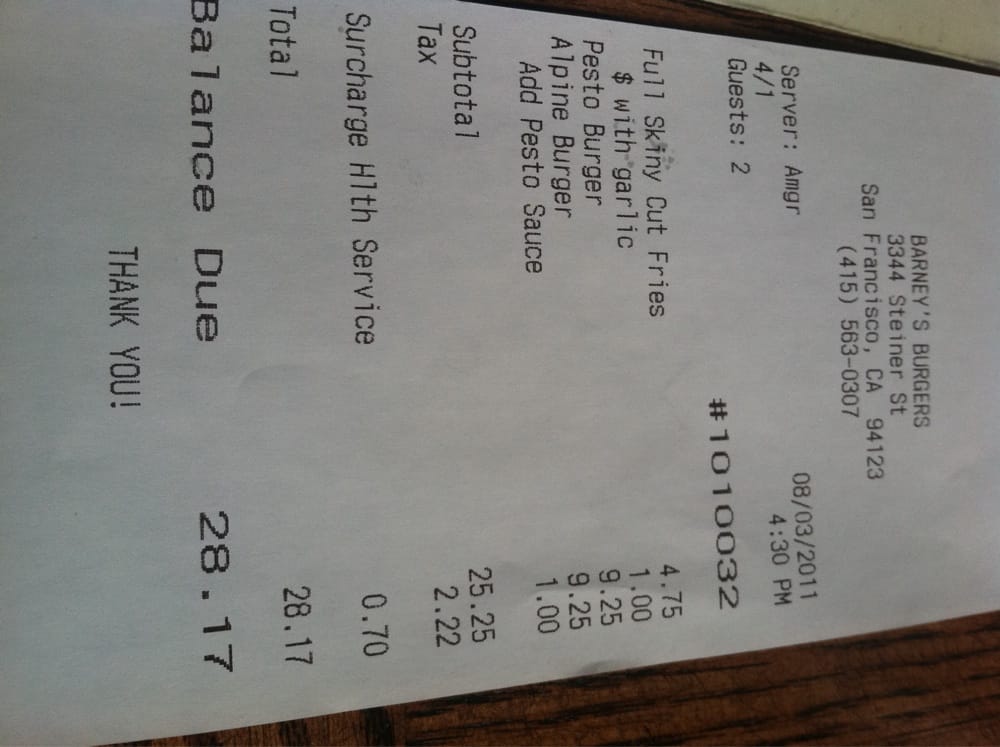 BARNEY'S BURGERS
3344 Steiner St
San Francisco, CA 94123
(415) 563-0307
Server: Amgr 08/03/2011
4/1 4:30 PM
Guests: 2
#1010032
Full Skiny Cut Fries 4.75
$ with garlic 1.00
Pesto Burger 9.25
Alpine Burger 9.25
Add Pesto Sauce 1.00
Subtotal 25.25
Tax 2.22
Surcharge Hlth Service 0.70
Total 28.17
Balance Due 28.17
THANK YOU!